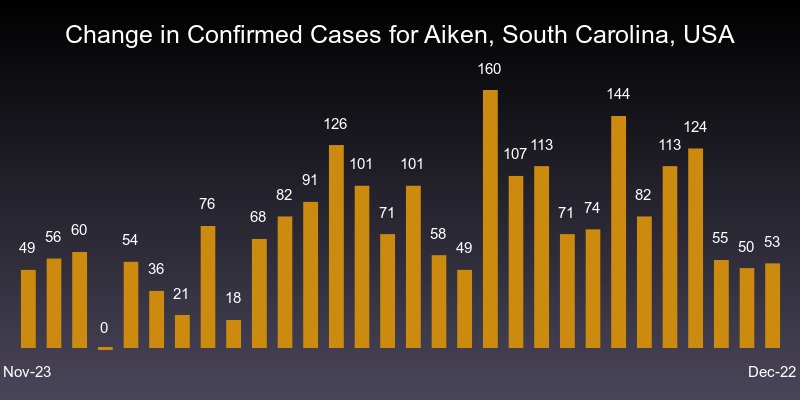 Change in Confirmed Cases for Aiken, South Carolina, USA
49 56 60 0 54 36 21 76 18 68 82 91 126 101 71 101 58 49 160 107 113 71 74 144 82 113 124 55 50 53
Nov-23 Dec-22